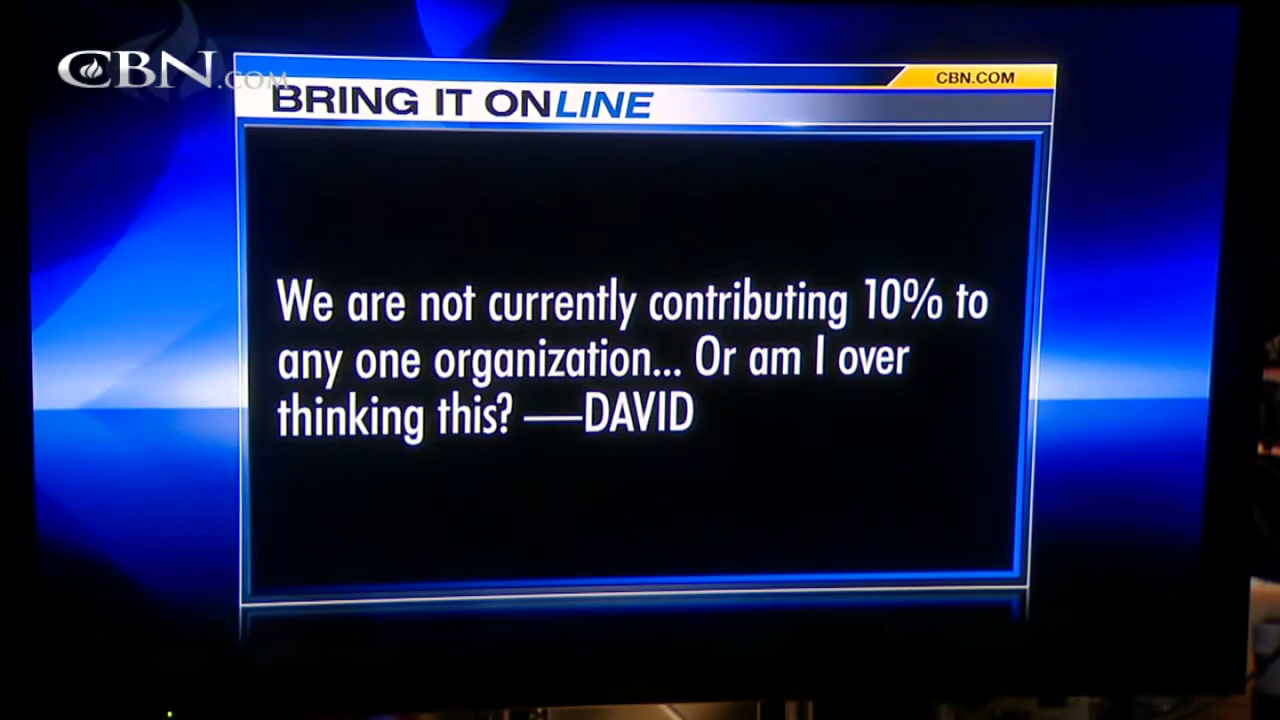 CBN.COM
CBN.COM
BRING IT ONLINE
We are not currently contributing 10% to
any one organization... Or am I over
thinking this? —DAVID